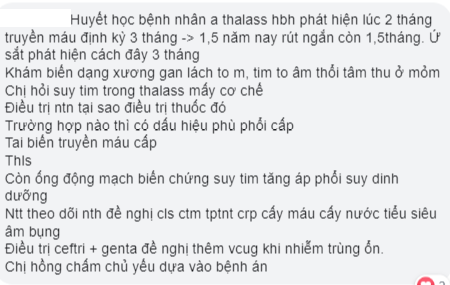 Huyết học bệnh nhân a thalass hbh phát hiện lúc 2 tháng
truyền máu định kỳ 3 tháng -> 1,5 năm nay rút ngắn còn 1,5tháng. Ứ
sắt phát hiện cách đây 3 tháng
Khám biến dạng xương gan lách to m, tim to âm thổi tâm thu ở mỏm
Chị hỏi suy tim trong thalass mấy cơ chế
Điều trị ntn tại sao điều trị thuốc đó
Trường hợp nào thì có dấu hiệu phù phổi cấp
Tai biến truyền máu cấp
Thls
Còn ống động mạch biến chứng suy tim tăng áp phổi suy dinh
dưỡng
Ntt theo dõi nth đề nghị cls ctm tptnt crp cấy máu cấy nước tiểu siêu
âm bụng
Điều trị ceftri + genta đề nghị thêm vcug khi nhiễm trùng ổn.
Chị hồng chấm chủ yếu dựa vào bệnh án